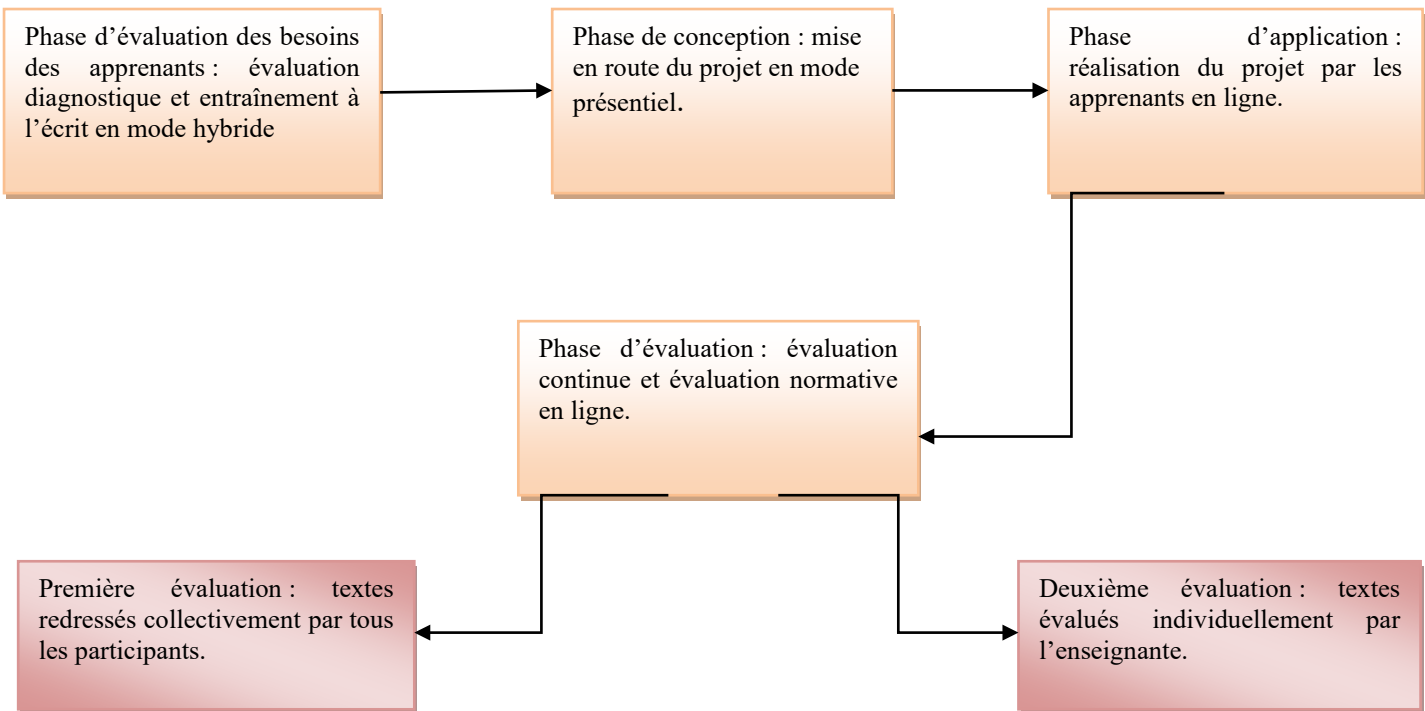 Phase d’évaluation des besoins
des apprenants : évaluation
diagnostique et entraînement à
l’écrit en mode hybride
Phase de conception : mise
en route du projet en mode
présentiel.
Phase d’application :
réalisation du projet par les
apprenants en ligne.
Phase d’évaluation : évaluation
continue et évaluation normative
en ligne.
Première évaluation : textes
redressés collectivement par tous
les participants.
Deuxième évaluation : textes
évalués individuellement par
l’enseignante.